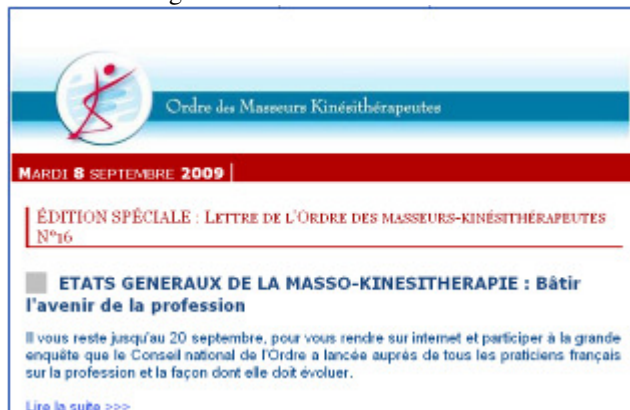 Ordre des Masseurs Kinésithérapeutes
MARDI 8 SEPTEMBRE 2009
ÉDITION SPÉCIALE : LETTRE DE L'ORDRE DES MASSEURS-KINÉSITHÉRAPEUTES
N°16
ETATS GENERAUX DE LA MASSO-KINESITHERAPIE : Bâtir
l'avenir de la profession
Il vous reste jusqu'au 20 septembre, pour vous rendre sur internet et participer à la grande
enquête que le Conseil national de l'Ordre a lancée auprès de tous les praticiens français
sur la profession et la façon dont elle doit évoluer.
Lire la suite >>>